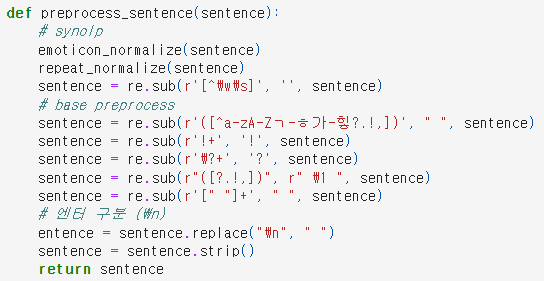 def preprocess_sentence(sentence):
    # synolp
    emoticon_normalize(sentence)
    repeat_normalize(sentence)
    sentence = re.sub(r'[^₩w₩s]', '', sentence)
    # base preprocess
    sentence = re.sub(r'([^a-zA-Zㄱ-ㅎ가-힣?.!,])', " ", sentence)
    sentence = re.sub(r'!+', '!', sentence)
    sentence = re.sub(r'₩?+', '?', sentence)
    sentence = re.sub(r"([?.!,])", r" ₩1 ", sentence)
    sentence = re.sub(r'[" "]+', " ", sentence)
    # 엔터 구분 (₩n)
    entence = sentence.replace("₩n", " ")
    sentence = sentence.strip()
    return sentence